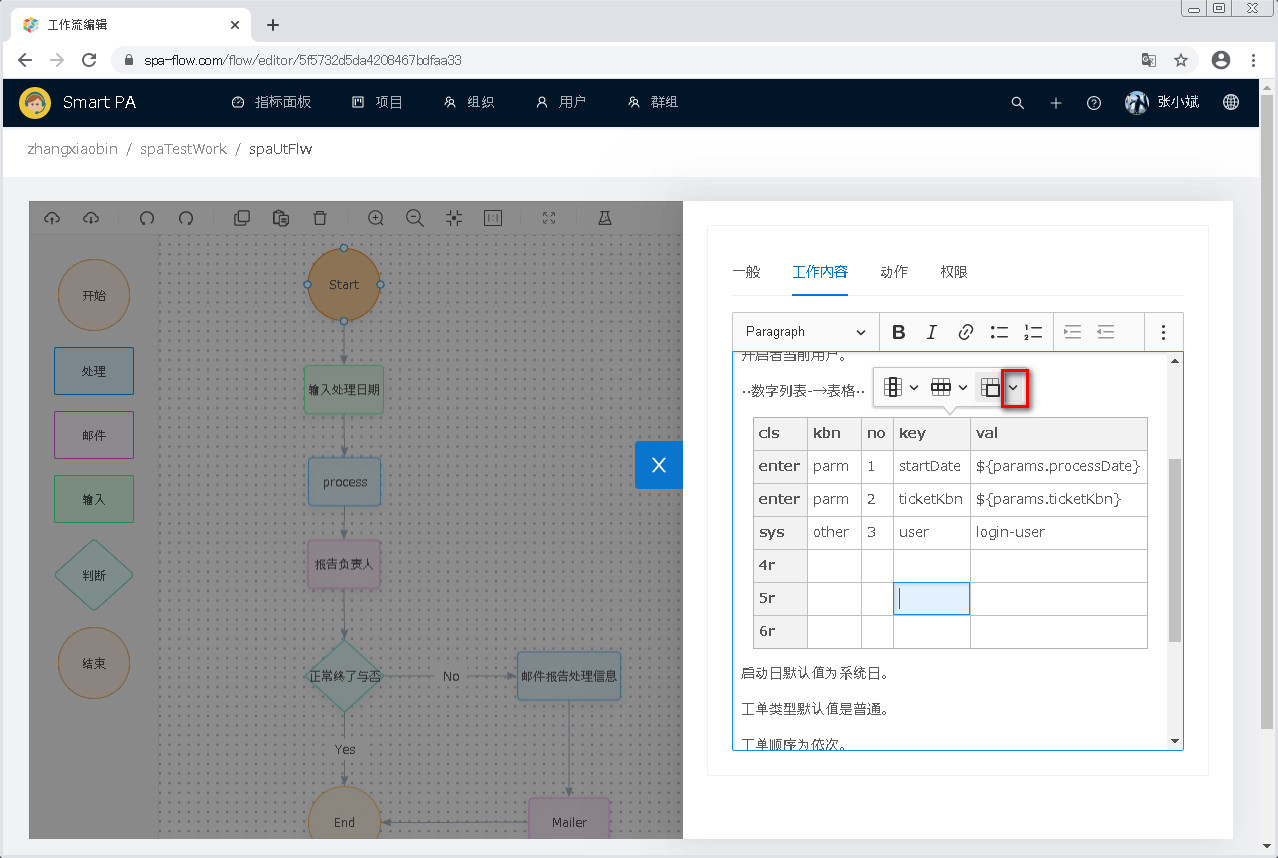 工作流编辑
spa-flow.com/flow/editor/5f5732d5da4208467bdfaa33
Smart PA
指标面板
项目
组织
用户
群组
张小斌
zhangxiaobin / spaTestWork / spaUtFlw
开始
处理
邮件
输入
判断
结束
Start
输入处理日期
process
报告负责人
正常终了与否
No
邮件报告处理信息
Yes
End
Mailer
X
一般
工作内容
动作
权限
Paragraph
开启者当前用户。
··数字列表-→表格··
cls kbn no key val
enter parm 1 startDate ${params.processDate}
enter parm 2 ticketKbn ${params.ticketKbn}
sys other 3 user login-user
4r
5r
6r
启动日默认值为系统日。
工单类型默认值是普通。
工单顺序为依次。